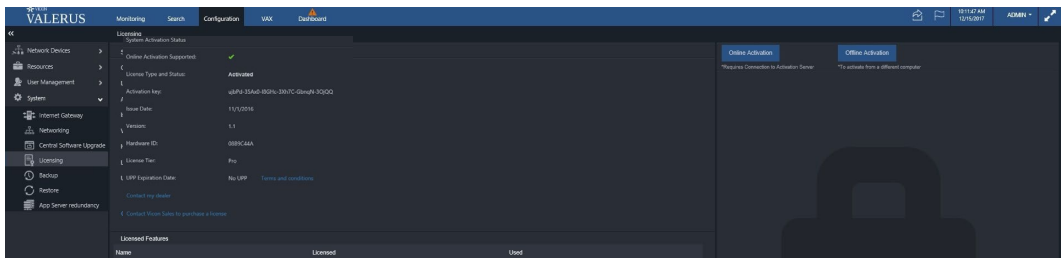 VICON
VALERUS Monitoring Search Configuration VAX Dashboard 10:11:47 AM 12/15/2017 ADMIN
Licensing
Network Devices
Resources
User Management
System
Internet Gateway
Networking
Central Software Upgrade
Licensing
Backup
Restore
App Server redundancy
System Activation Status
Online Activation Supported:
License Type and Status: Activated
Activation key:
Issue Date: 11/1/2016
Version: 1.1
Hardware ID: 0889C44A
License Tier: Pro
UPP Expiration Date: No UPP Terms and conditions
Contact my dealer
Contact Vicon Sales to purchase a license
Licensed Features
Name Licensed Used
Online Activation Offline Activation
*Requires Connection to Activation Server *To activate from a different computer